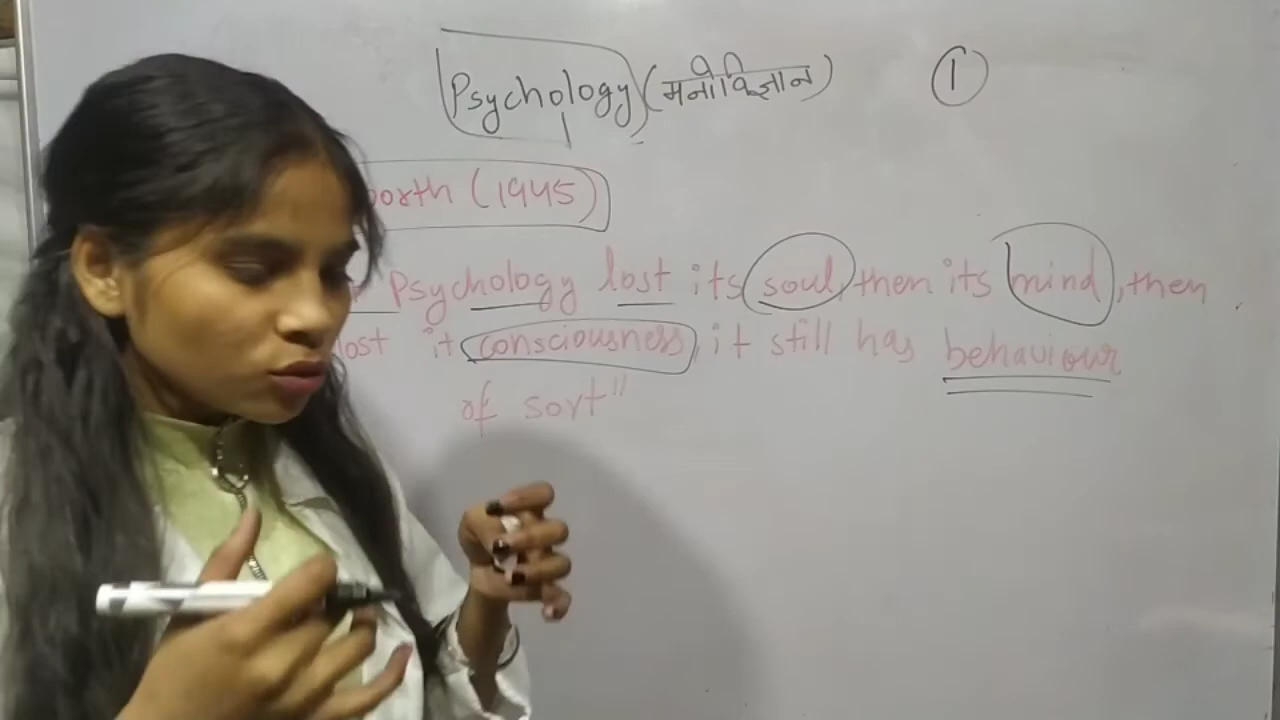 Psychology (मनोविज्ञान) 1
orth (1945)
Psychology lost its soul, then its mind, then
lost it consciousness, it still has behaviour
of sort"